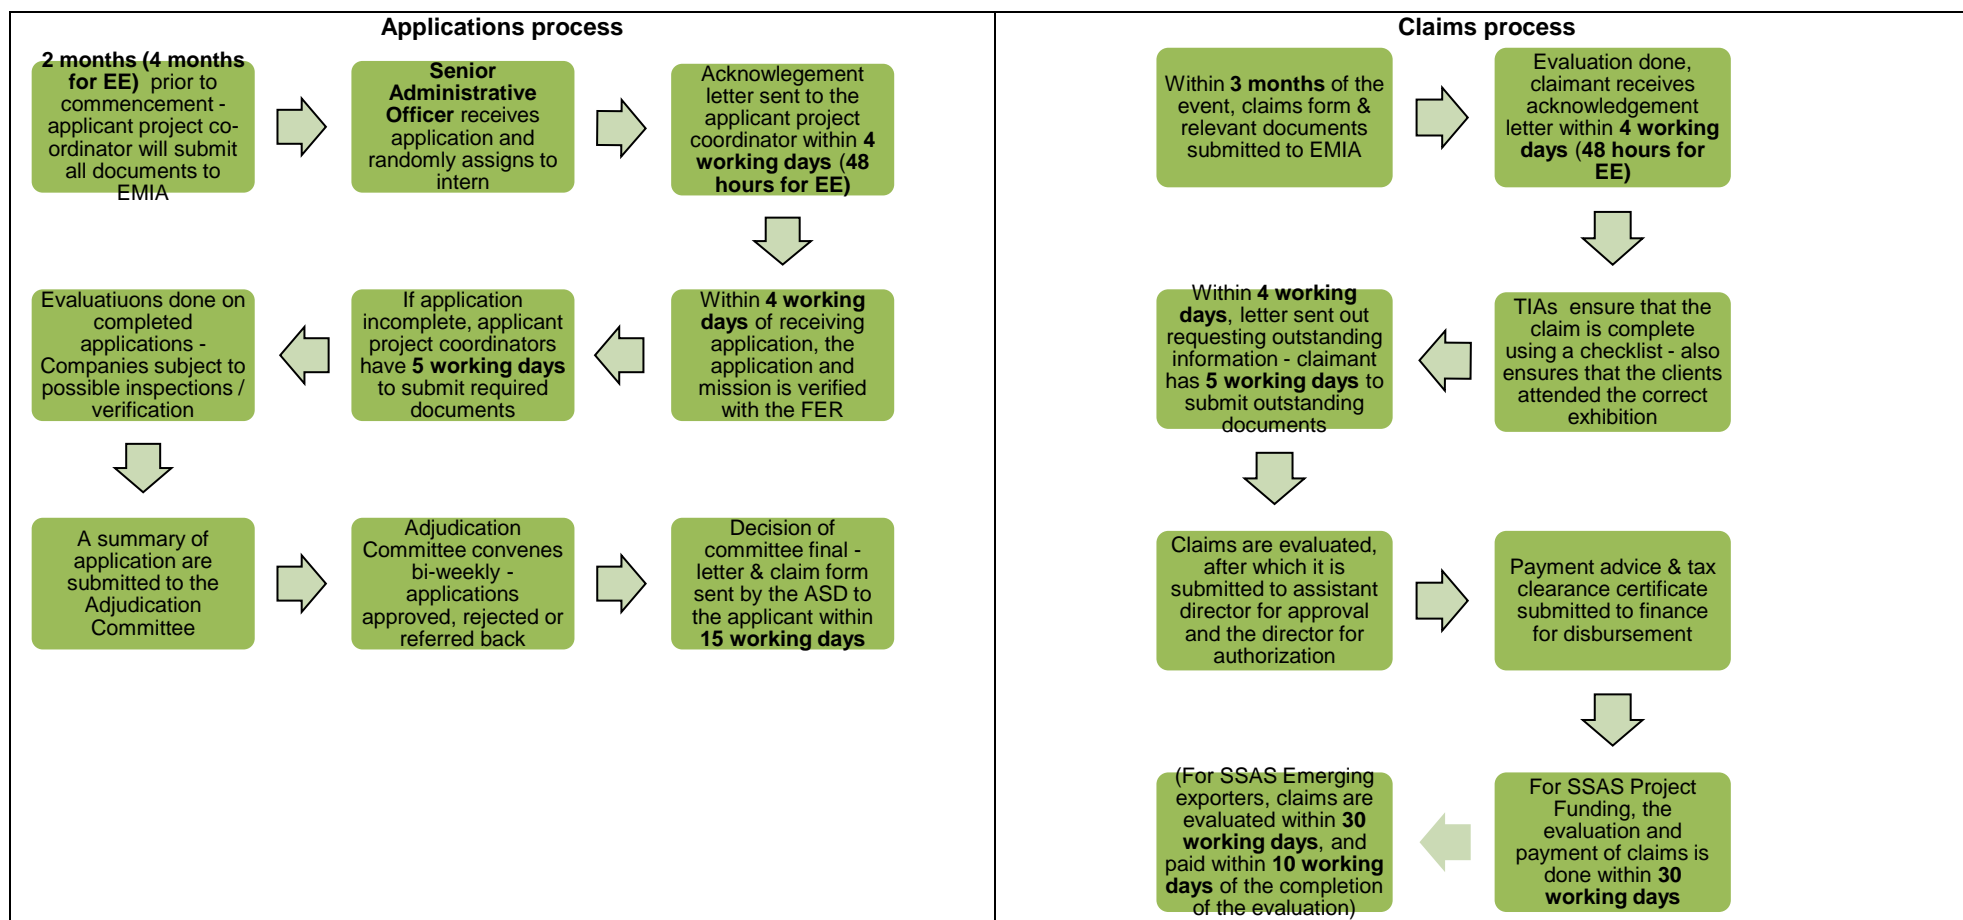 Applications process
2 months (4 months
for EE)  prior to
commencement -
applicant project co-
ordinator will submit
all documents to
EMIA
Senior
Administrative
Officer receives
application and
randomly assigns to
intern
Acknowlegement
letter sent to the
applicant project
coordinator within 4
working days (48
hours for EE)
Within 4 working
days of receiving
application, the
application and
mission is verified
with the FER
If application
incomplete, applicant
project coordinators
have 5 working days
to submit required
documents
Evaluatiuons done on
completed
applications -
Companies subject to
possible inspections /
verification
A summary of
application are
submitted to the
Adjudication
Committee
Adjudication
Committee convenes
bi-weekly -
applications
approved, rejected or
referred back
Decision of
committee final -
letter & claim form
sent by the ASD to
the applicant within
15 working days
Claims process
Within 3 months of the
event, claims form &
relevant documents
submitted to EMIA
Evaluation done,
claimant receives
acknowledgement
letter within 4 working
days (48 hours for
EE)
TIAs  ensure that the
claim is complete
using a checklist - also
ensures that the clients
attended the correct
exhibition
Within 4 working
days, letter sent out
requesting outstanding
information - claimant
has 5 working days to
submit outstanding
documents
Claims are evaluated,
after which it is
submitted to assistant
director for approval
and the director for
authorization
Payment advice & tax
clearance certificate
submitted to finance
for disbursement
For SSAS Project
Funding, the
evaluation and
payment of claims is
done within 30
working days
(For SSAS Emerging
exporters, claims are
evaluated within 30
working days, and
paid within 10 working
days of the completion
of the evaluation)